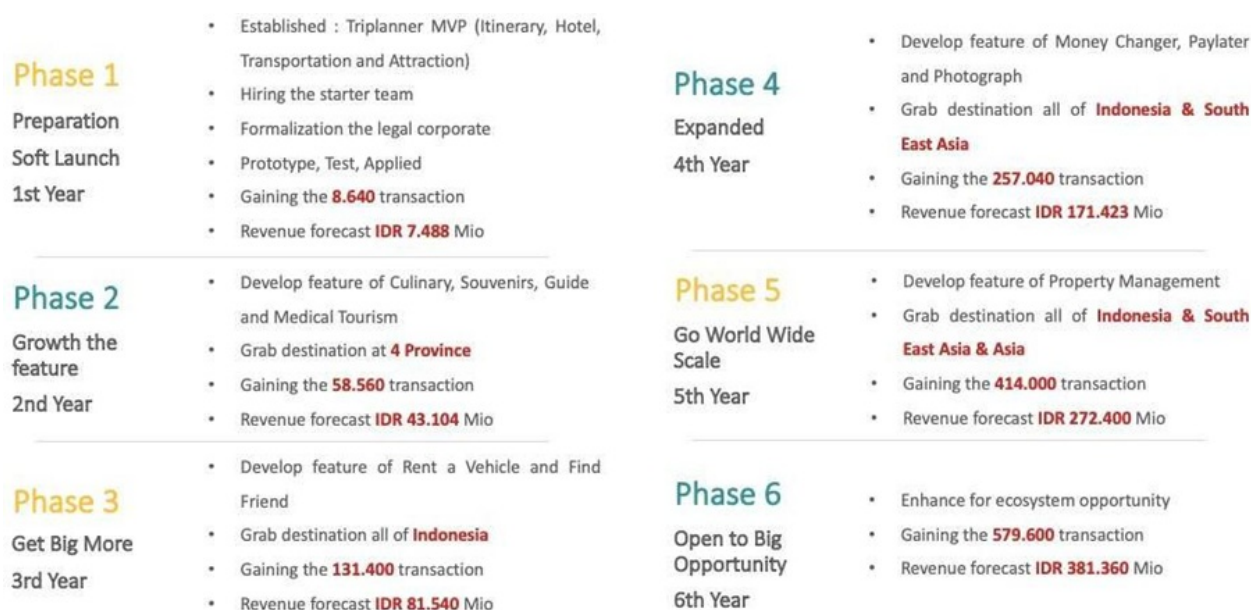 Phase 1
Preparation
Soft Launch
1st Year
• Established : Triplanner MVP (Itinerary, Hotel,
Transportation and Attraction)
• Hiring the starter team
• Formalization the legal corporate
• Prototype, Test, Applied
• Gaining the 8.640 transaction
• Revenue forecast IDR 7.488 Mio
Phase 2
Growth the
feature
2nd Year
• Develop feature of Culinary, Souvenirs, Guide
and Medical Tourism
• Grab destination at 4 Province
• Gaining the 58.560 transaction
• Revenue forecast IDR 43.104 Mio
Phase 3
Get Big More
3rd Year
• Develop feature of Rent a Vehicle and Find
Friend
• Grab destination all of Indonesia
• Gaining the 131.400 transaction
• Revenue forecast IDR 81.540 Mio
Phase 4
Expanded
4th Year
• Develop feature of Money Changer, Paylater
and Photograph
• Grab destination all of Indonesia & South
East Asia
• Gaining the 257.040 transaction
• Revenue forecast IDR 171.423 Mio
Phase 5
Go World Wide
Scale
5th Year
• Develop feature of Property Management
• Grab destination all of Indonesia & South
East Asia & Asia
• Gaining the 414.000 transaction
• Revenue forecast IDR 272.400 Mio
Phase 6
Open to Big
Opportunity
6th Year
• Enhance for ecosystem opportunity
• Gaining the 579.600 transaction
• Revenue forecast IDR 381.360 Mio